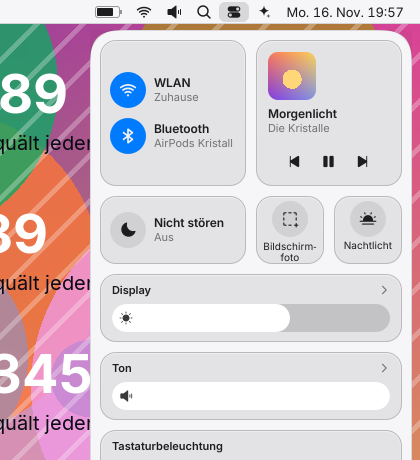 Mo. 16. Nov. 19:57
89
quält jeder
WLAN
Zuhause
Bluetooth
AirPods Kristall
Morgenlicht
Die Kristalle
Nicht stören
Aus
Bildschirm-
foto
Nachtlicht
39
quält jeder
Display
Ton
345
quält jeder
Tastaturbeleuchtung